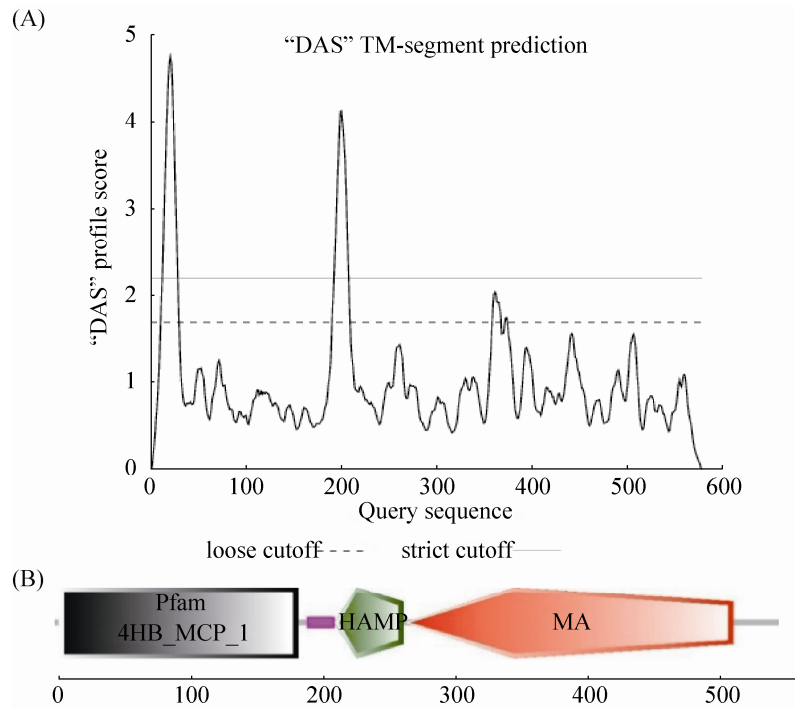 (A)
“DAS” TM-segment prediction
“DAS” profile score
5
4
3
2
1
0
0 100 200 300 400 500 600
Query sequence
loose cutoff strict cutoff
(B)
Pfam
4HB_MCP_1
HAMP
MA
0 100 200 300 400 500